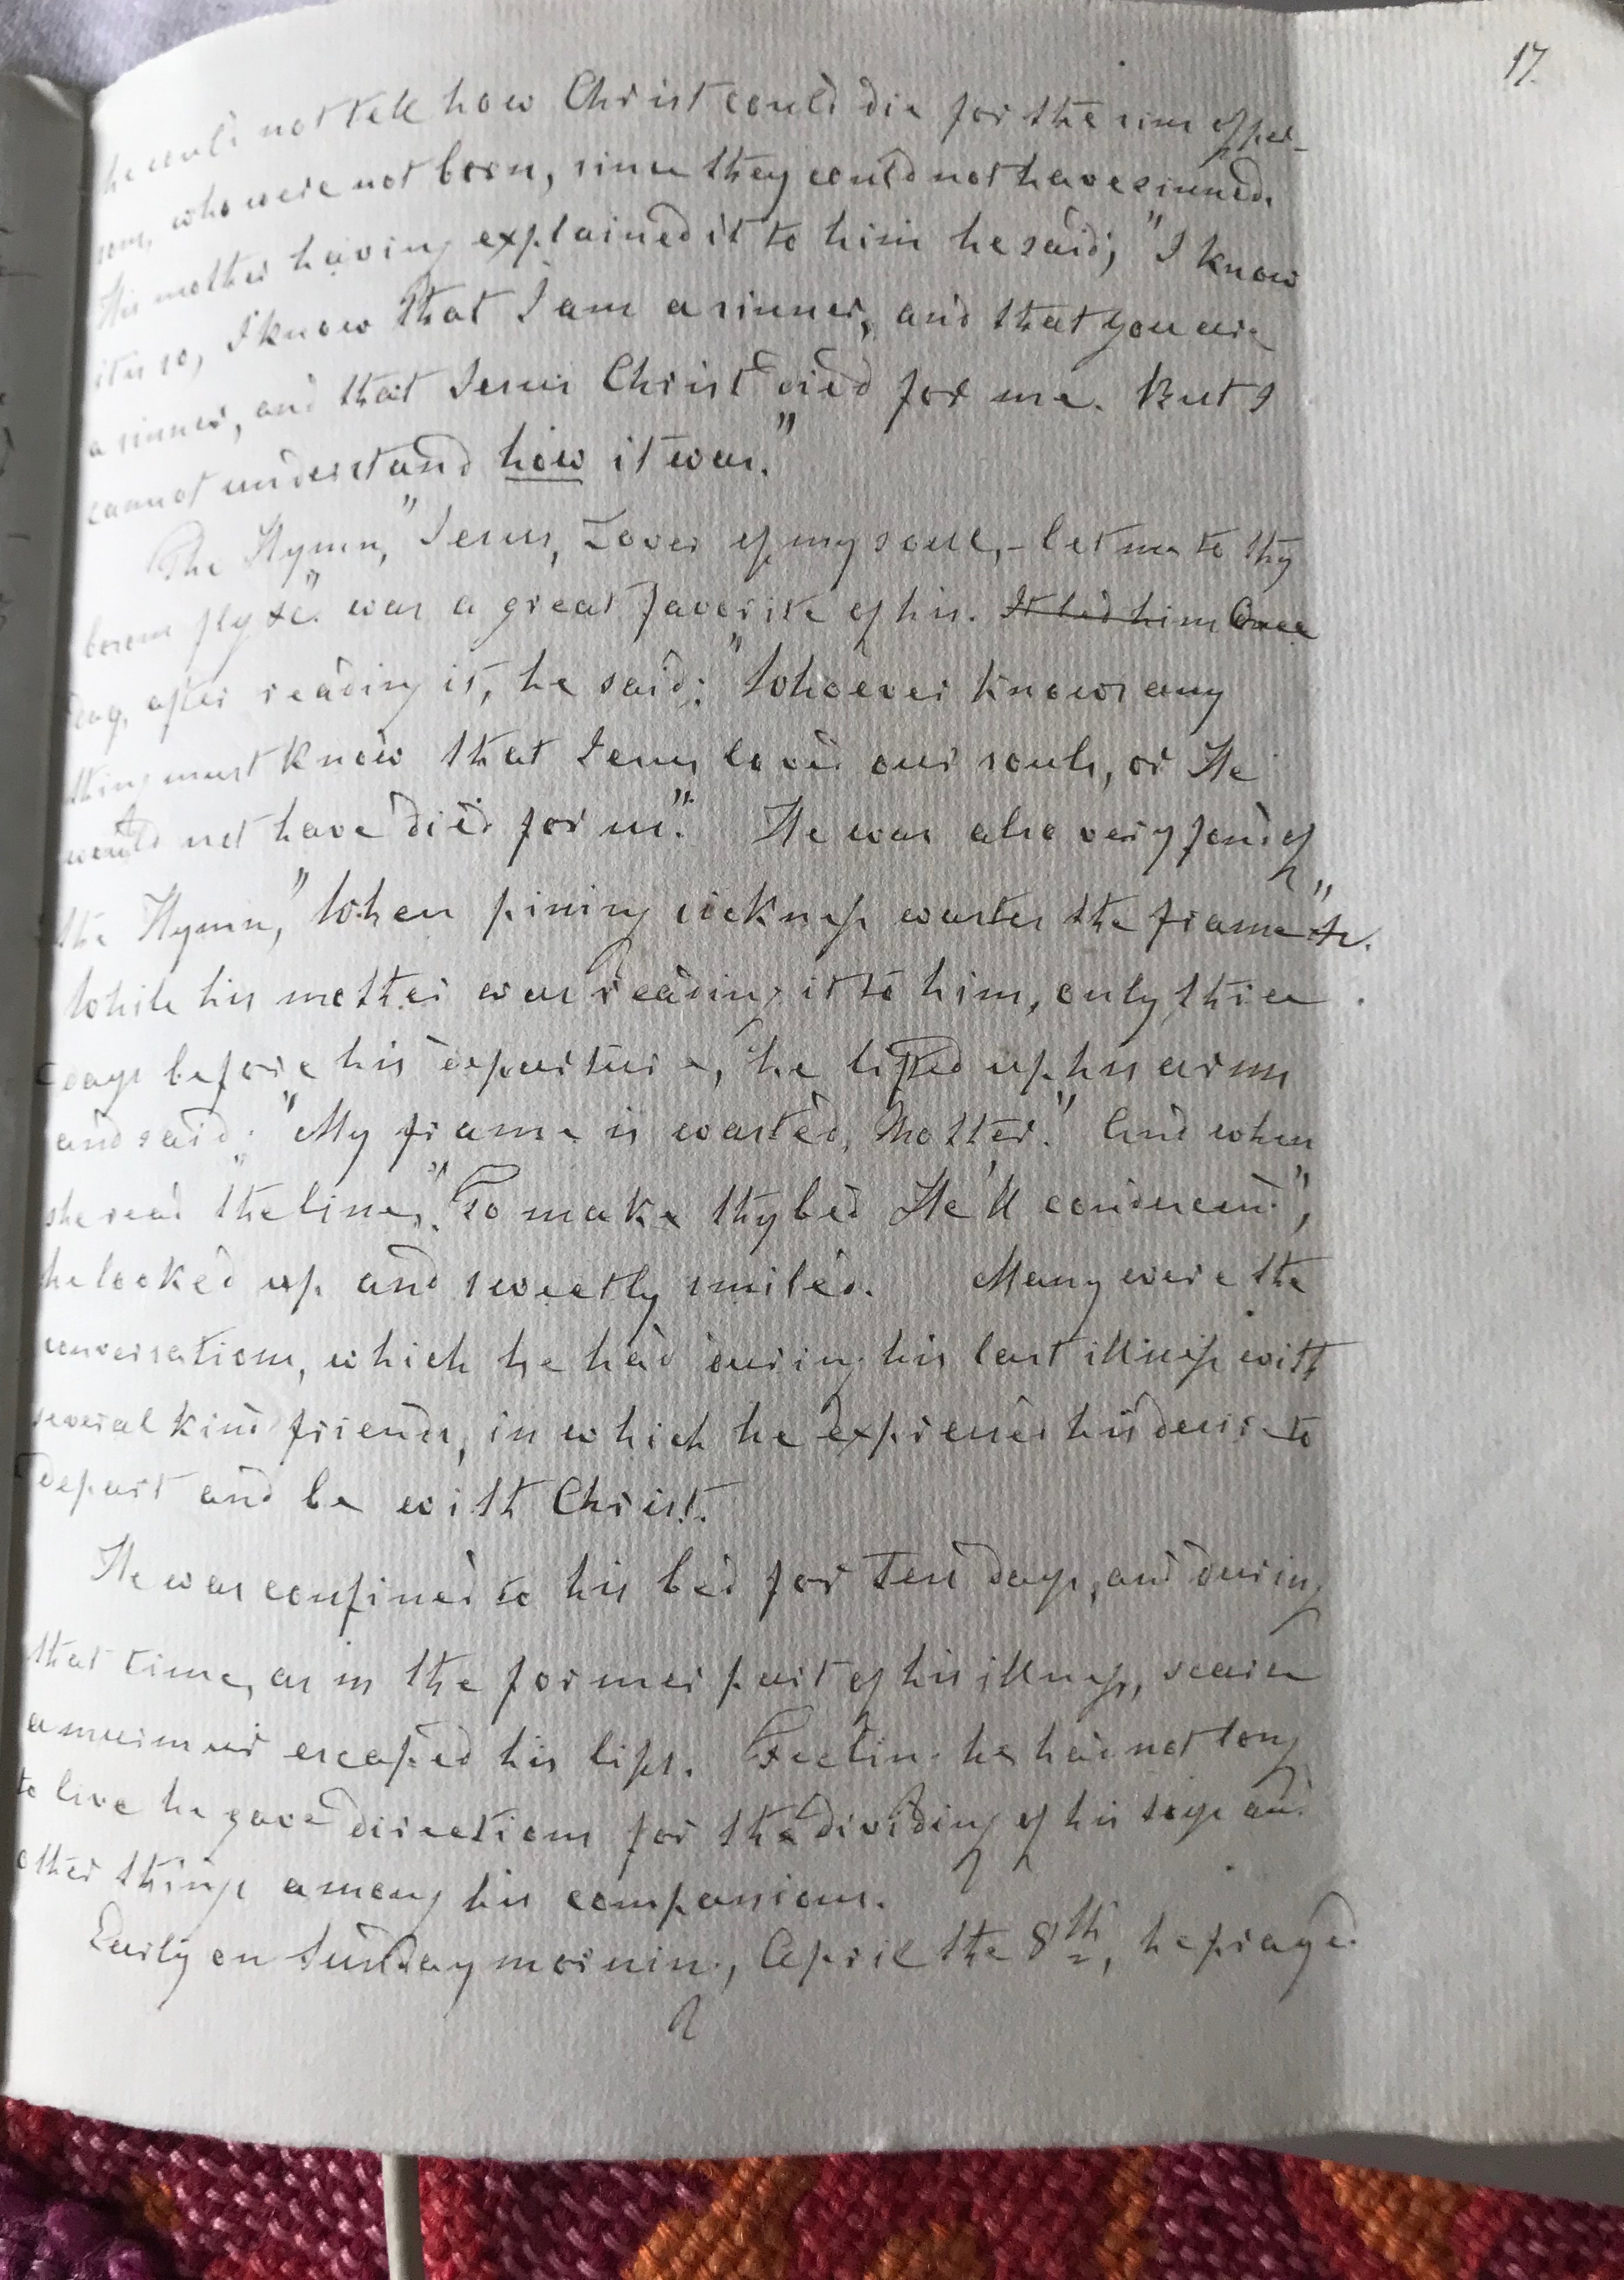 17.
he could not tell how Christ could die for the sins of per-
sons, who were not born, since they could not have sinned.
His mother having explained it to him he said; "I know
it is so, I know that I am a sinner, and that you are
a sinner, and that Jesus Christ died for me. But I
cannot understand how it was."
The Hymn, "Jesus, Lover of my soul, - let me to thy
bosom fly &c." was a great favorite of his. It led him Once
day, after reading it, he said: "Whoever knows any
thing must know that Jesus loved our souls, or He
would not have died for us." He was also very fond of
the Hymn, "When pining sickness wastes the frame" &c.
While his mother was reading it to him, only three
days before his departure, he lifted up his arms
and said: "My frame is wasted, Mother." And when
she read the line, "To make thy bed He'll condescend",
he looked up and sweetly smiled. Many were the
conversations, which he had during his last illness with
several kind friends, in which he expressed his desire to
depart and be with Christ.
He was confined to his bed for Ten days, and during
that time, as in the former part of his illness, scarce
a murmur escaped his lips. Feeling he had not long
to live he gave directions for the dividing of his toys and
other things among his companions.
Early on Sunday morning, April the 8th, he prayed